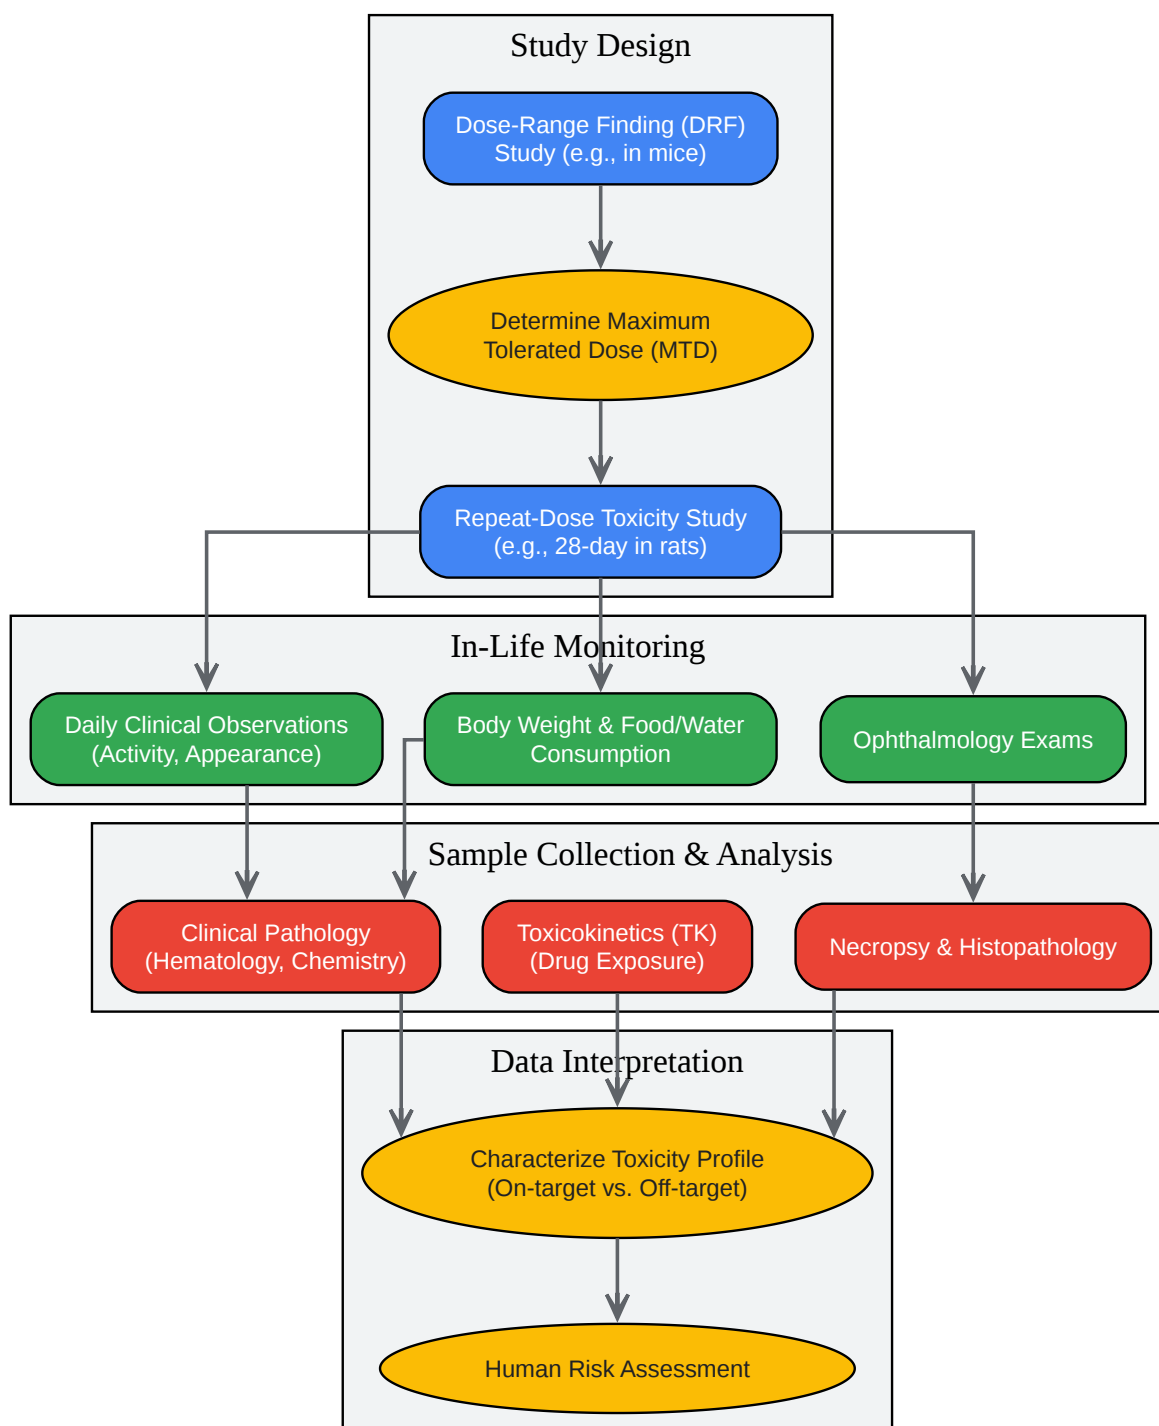 Study Design
Dose-Range Finding (DRF)
Study (e.g., in mice)
Determine Maximum
Tolerated Dose (MTD)
Repeat-Dose Toxicity Study
(e.g., 28-day in rats)
In-Life Monitoring
Daily Clinical Observations
(Activity, Appearance)
Body Weight & Food/Water
Consumption
Ophthalmology Exams
Sample Collection & Analysis
Clinical Pathology
(Hematology, Chemistry)
Toxicokinetics (TK)
(Drug Exposure)
Necropsy & Histopathology
Data Interpretation
Characterize Toxicity Profile
(On-target vs. Off-target)
Human Risk Assessment